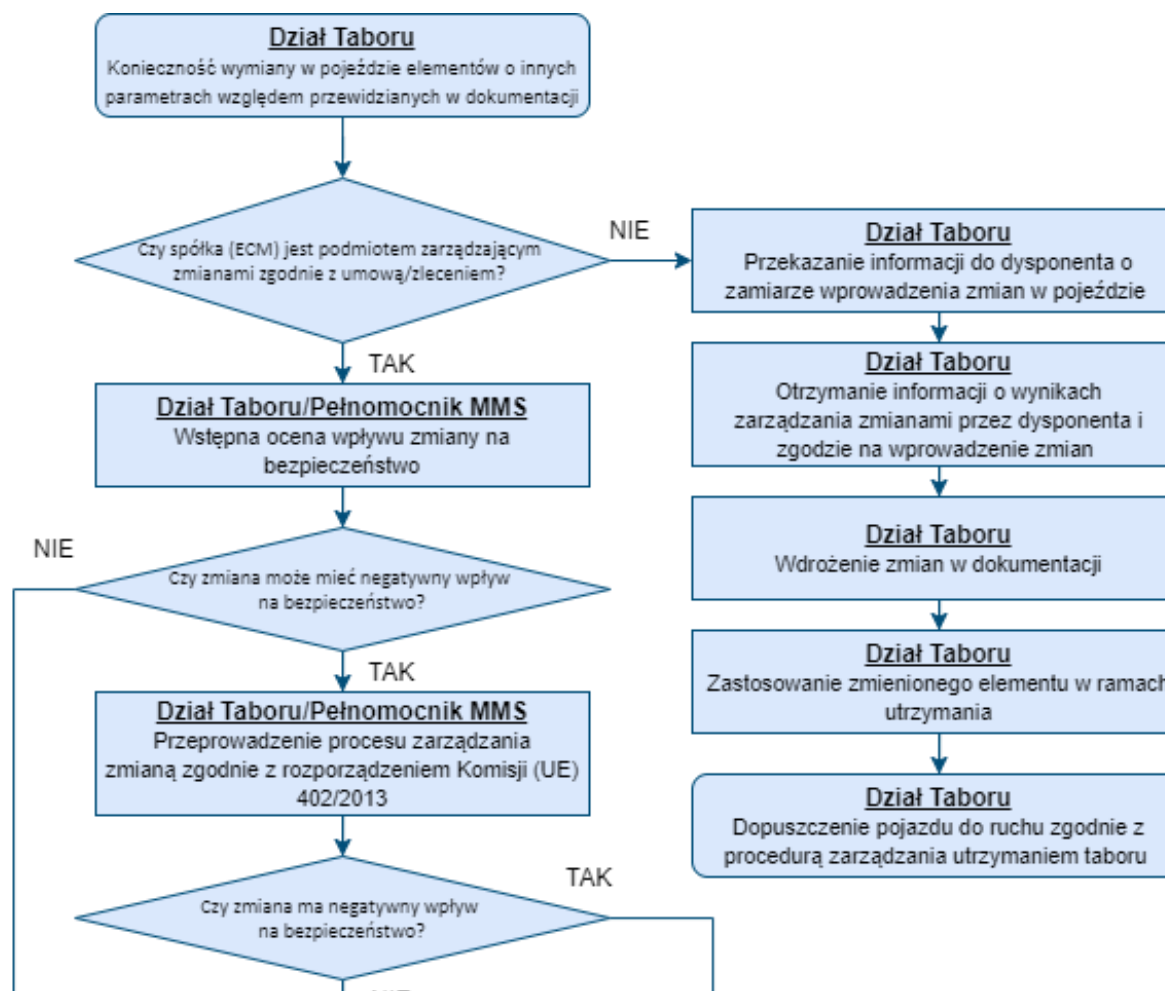 Dział Taboru
Konieczność wymiany w pojeździe elementów o innych
parametrach względem przewidzianych w dokumentacji
Czy spółka (ECM) jest podmiotem zarządzającym
zmianami zgodnie z umową/zleceniem?
NIE
TAK
Dział Taboru
Przekazanie informacji do dysponenta o
zamiarze wprowadzenia zmian w pojeździe
Dział Taboru
Otrzymanie informacji o wynikach
zarządzania zmianami przez dysponenta i
zgodzie na wprowadzenie zmian
Dział Taboru
Wdrożenie zmian w dokumentacji
Dział Taboru
Zastosowanie zmienionego elementu w ramach
utrzymania
Dział Taboru
Dopuszczenie pojazdu do ruchu zgodnie z
procedurą zarządzania utrzymaniem taboru
Dział Taboru/Pełnomocnik MMS
Wstępna ocena wpływu zmiany na
bezpieczeństwo
NIE
Czy zmiana może mieć negatywny wpływ
na bezpieczeństwo?
TAK
Dział Taboru/Pełnomocnik MMS
Przeprowadzenie procesu zarządzania
zmianą zgodnie z rozporządzeniem Komisji (UE)
402/2013
TAK
Czy zmiana ma negatywny wpływ
na bezpieczeństwo?